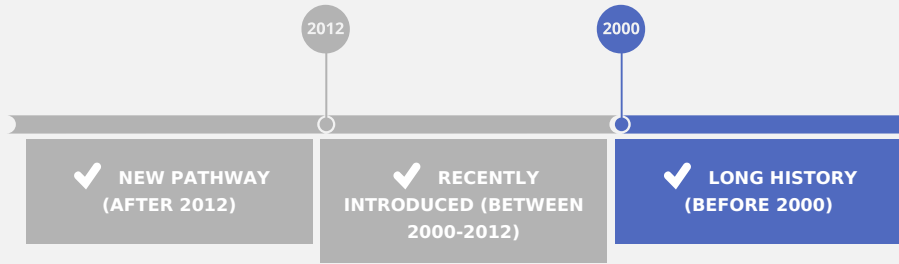 2012
2000
NEW PATHWAY
(AFTER 2012)
RECENTLY
INTRODUCED (BETWEEN
2000-2012)
LONG HISTORY
(BEFORE 2000)